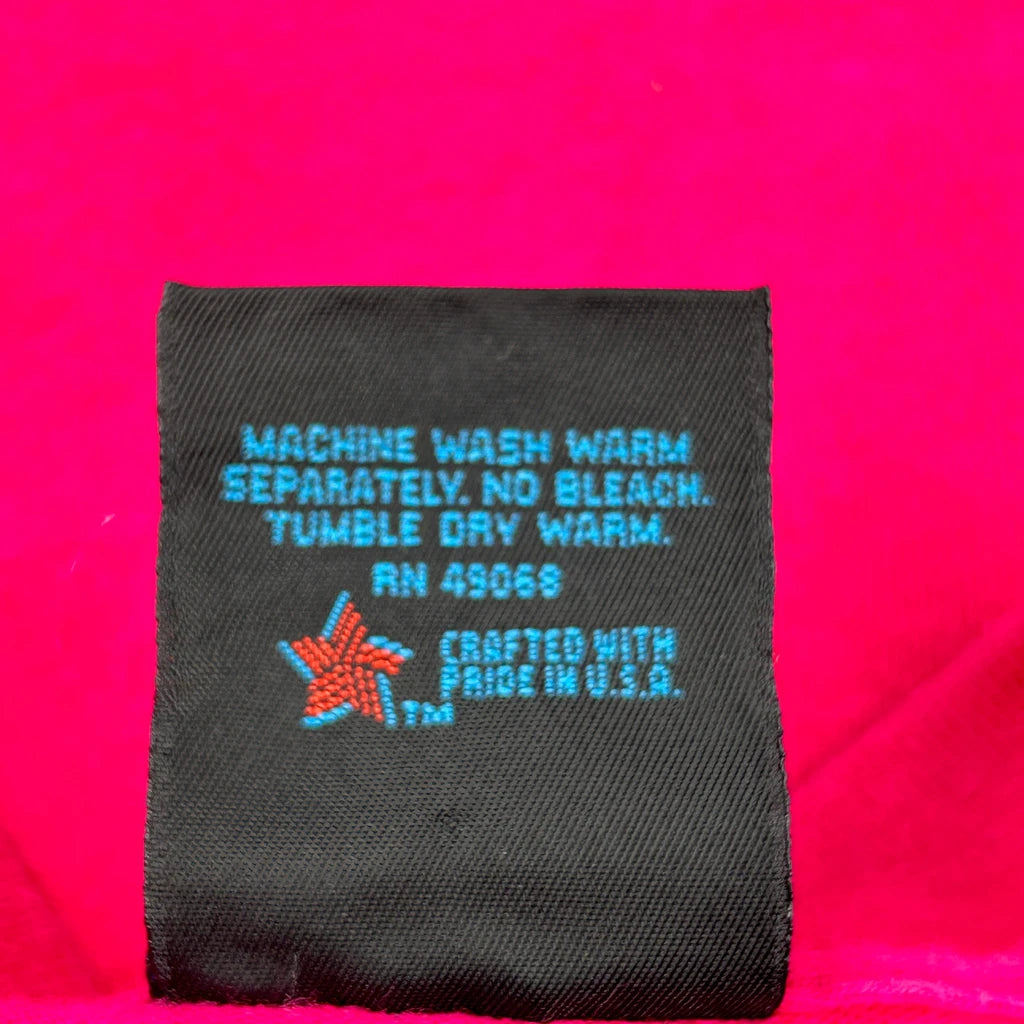 MACHINE WASH WARM
SEPARATELY. NO BLEACH.
TUMBLE DRY WARM.
RN 49068
CRAFTED WITH
PRIDE IN U.S.A.
TM